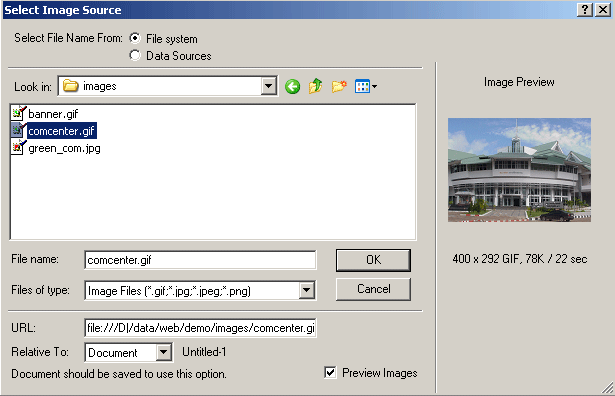 Select Image Source
Select File Name From: File system
Data Sources
Look in: images
banner.gif
comcenter.gif
green_com.jpg
Image Preview
400 x 292 GIF, 78K / 22 sec
File name: comcenter.gif
OK
Files of type: Image Files (*.gif;*.jpg;*.jpeg;*.png)
Cancel
URL: file:///D|/data/web/demo/images/comcenter.gi
Relative To: Document Untitled-1
Document should be saved to use this option.
Preview Images